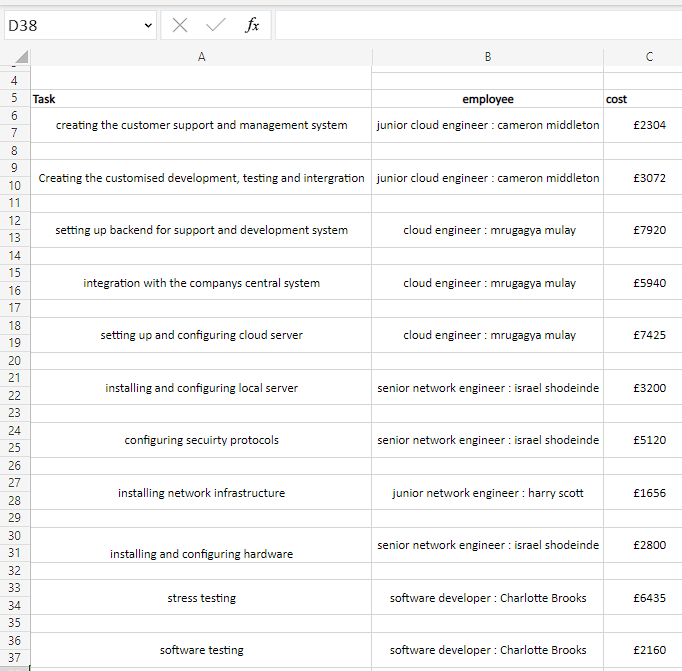 D38 fx
A B C
4
5 Task employee cost
6
creating the customer support and management system junior cloud engineer : cameron middleton £2304
7
8
9
Creating the customised development, testing and intergration junior cloud engineer : cameron middleton £3072
10
11
12
setting up backend for support and development system cloud engineer : mrugagya mulay £7920
13
14
15
integration with the companys central system cloud engineer : mrugagya mulay £5940
16
17
18
setting up and configuring cloud server cloud engineer : mrugagya mulay £7425
19
20
21
installing and configuring local server senior network engineer : israel shodeinde £3200
22
23
24
configuring secuirty protocols senior network engineer : israel shodeinde £5120
25
26
27
installing network infrastructure junior network engineer : harry scott £1656
28
29
30
senior network engineer : israel shodeinde £2800
31 installing and configuring hardware
32
33
stress testing software developer : Charlotte Brooks £6435
34
35
36
software testing software developer : Charlotte Brooks £2160
37